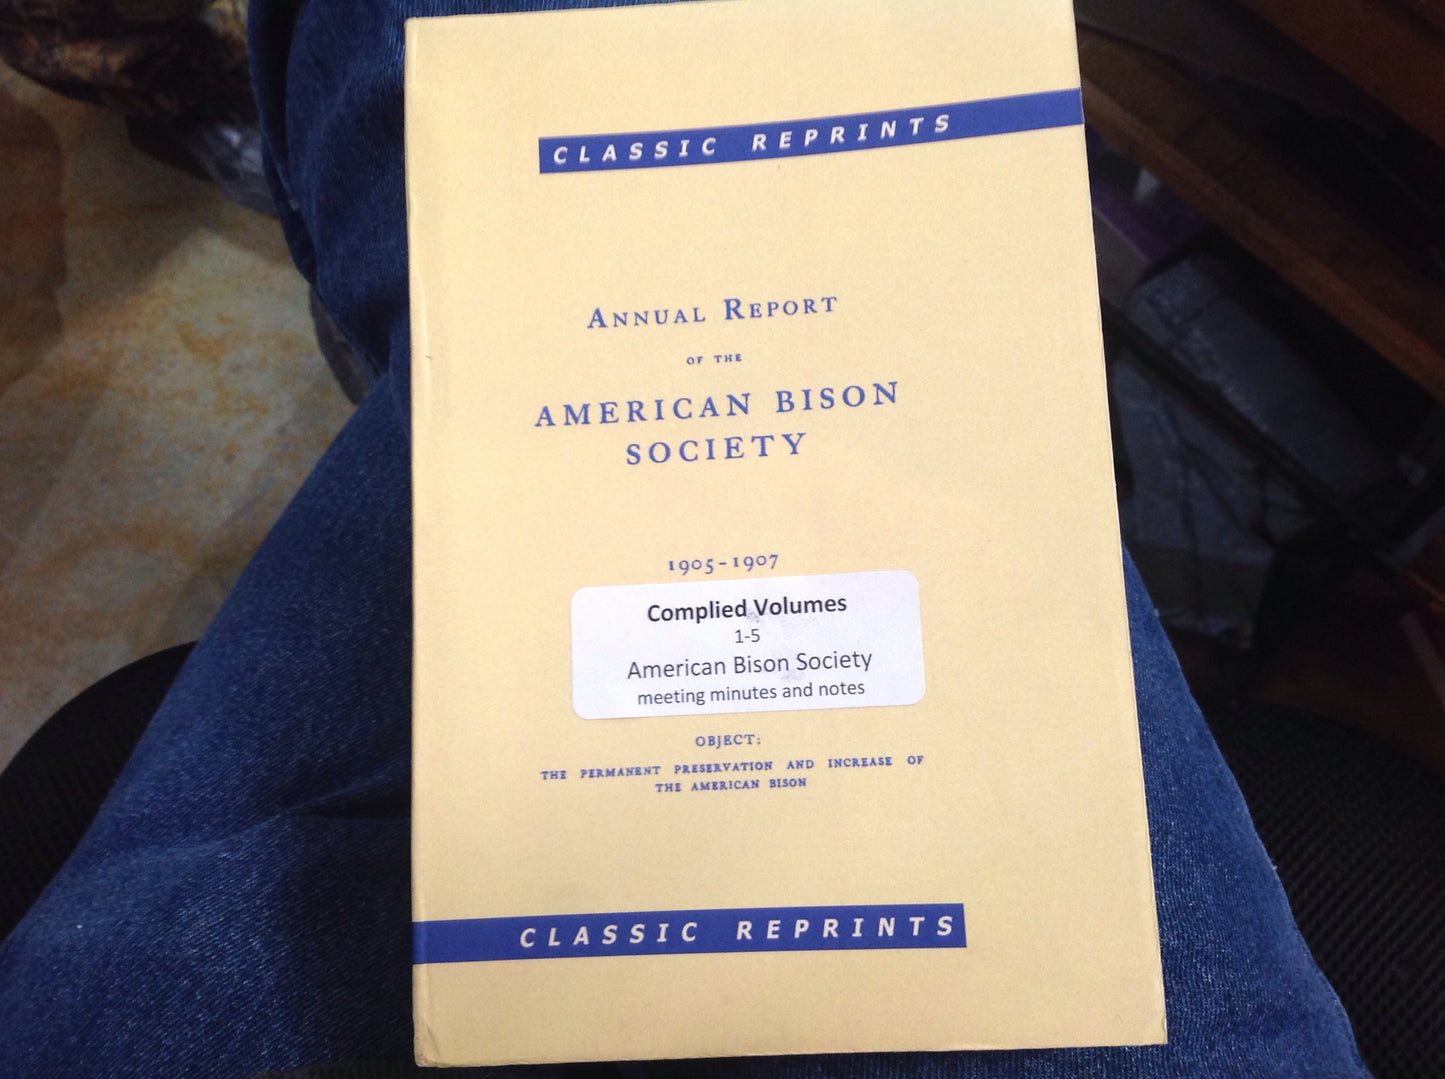 CLASSIC REPRINTS
ANNUAL REPORT
OF THE
AMERICAN BISON
SOCIETY
1905-1907
Complied Volumes
1-5
American Bison Society
meeting minutes and notes
OBJECT:
THE PERMANENT PRESERVATION AND INCREASE OF
THE AMERICAN BISON
CLASSIC REPRINTS